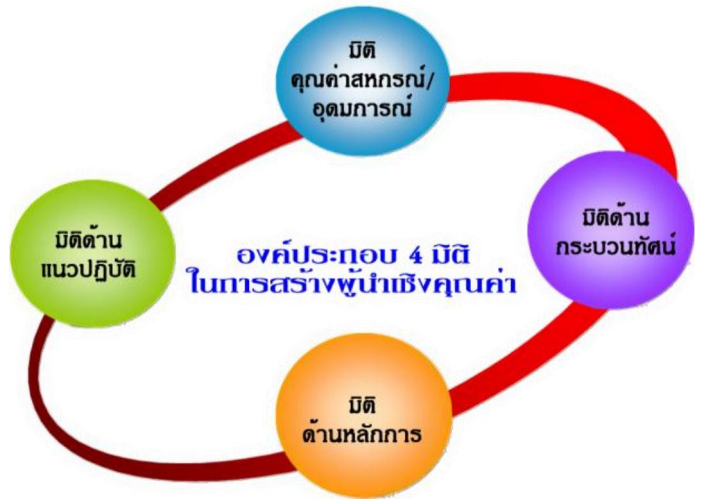 มิติ
คุณค่าสหกรณ์/
อุดมการณ์
มิติด้าน
กระบวนทัศน์
มิติด้าน
แนวปฏิบัติ
องค์ประกอบ 4 มิติ
ในการสร้างผู้นำเชิงคุณค่า
มิติ
ด้านหลักการ